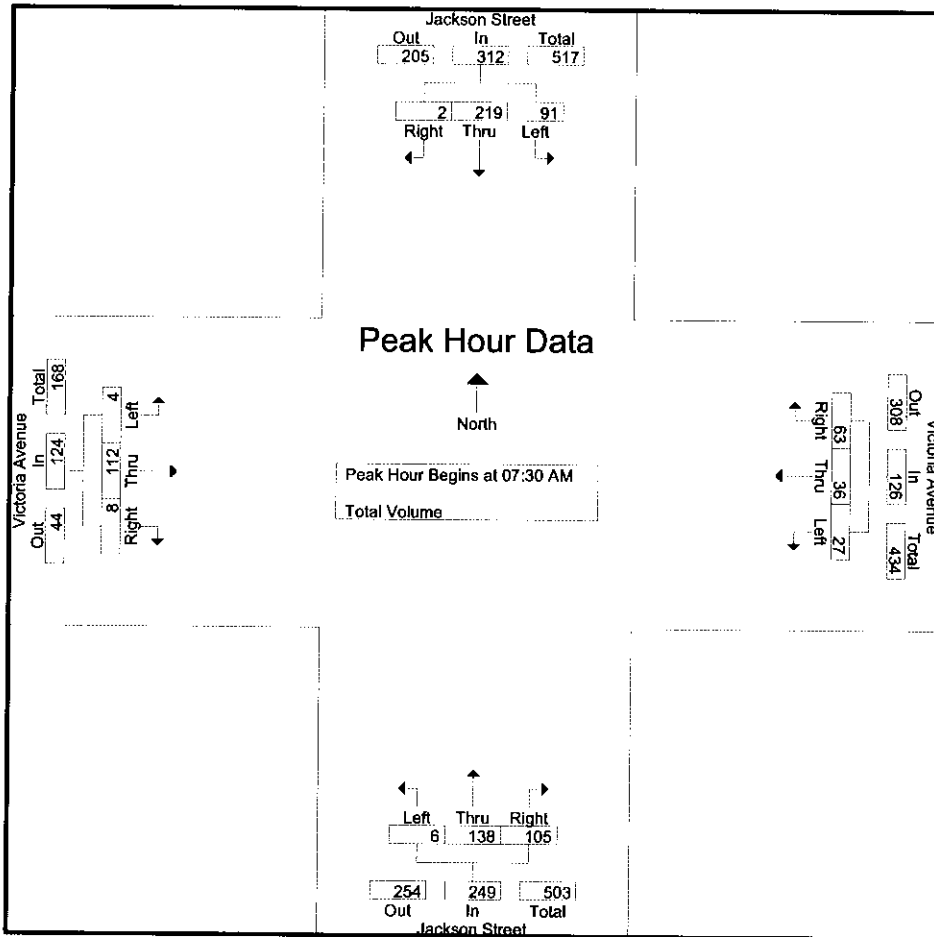 Jackson Street
Out In Total
205 312 517
2 219 91
Right Thru Left
Peak Hour Data
North
Peak Hour Begins at 07:30 AM
Total Volume
Victoria Avenue
Out In Total
44 124 168
8 112 4
Right Thru Left
Victoria Avenue
Out In Total
308 126 434
63 36 27
Right Thru Left
Left Thru Right
6 138 105
254 249 503
Out In Total
Jackson Street